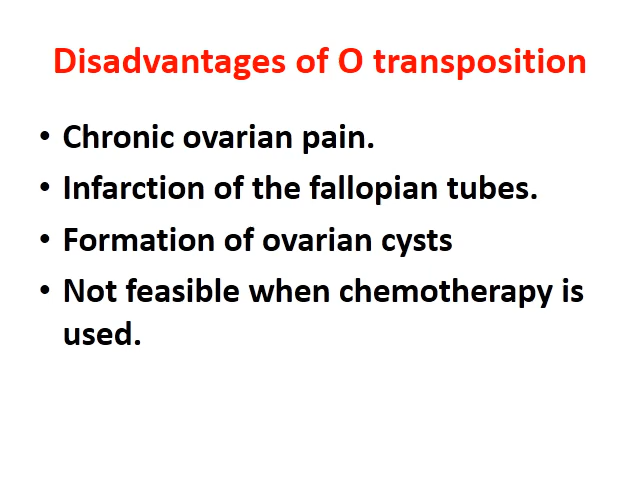 Disadvantages of O transposition
• Chronic ovarian pain.
• Infarction of the fallopian tubes.
• Formation of ovarian cysts
• Not feasible when chemotherapy is
used.